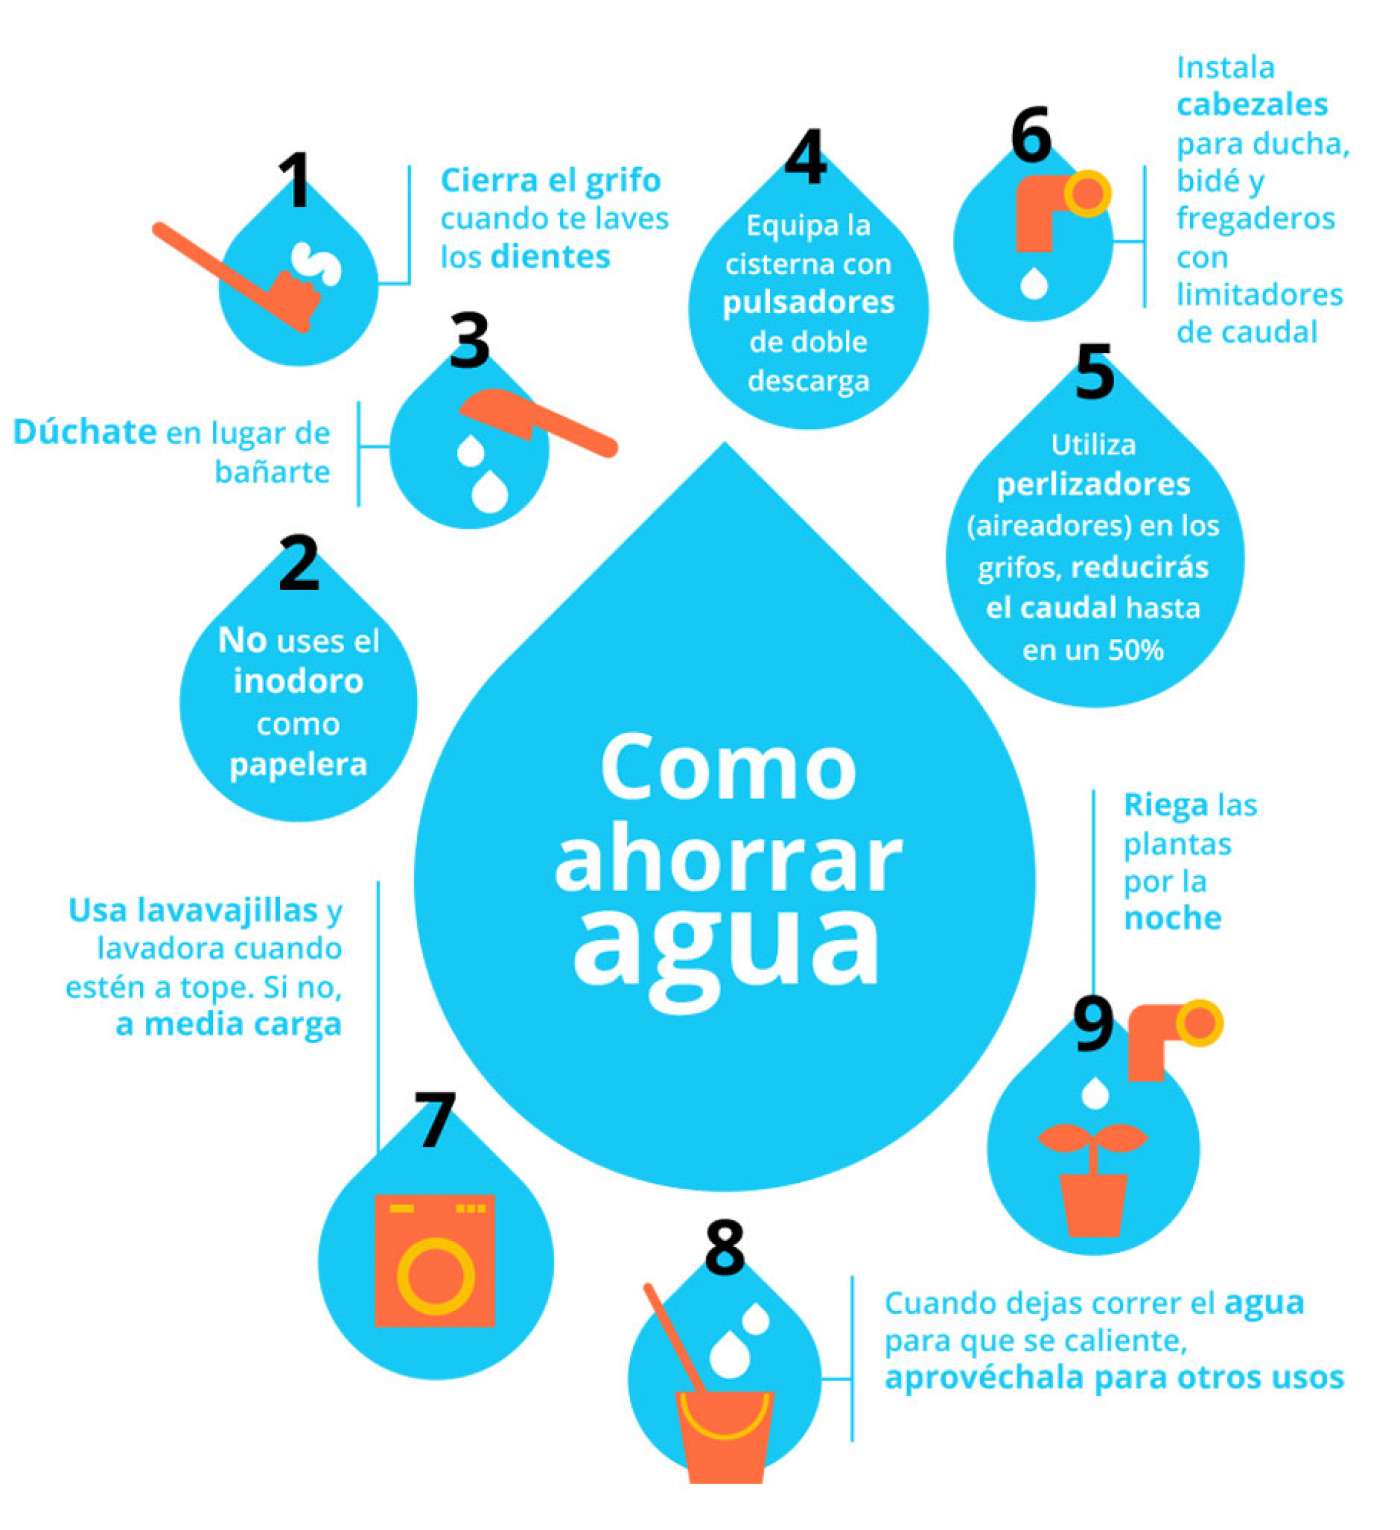 Como
ahorrar
agua
1
Cierra el grifo
cuando te laves
los dientes
2
No uses el
inodoro
como
papelera
3
Dúchate en lugar de
bañarte
4
Equipa la
cisterna con
pulsadores
de doble
descarga
5
Utiliza
perlizadores
(aireadores) en los
grifos, reducirás
el caudal hasta
en un 50%
6
Instala
cabezales
para ducha,
bidé y
fregaderos
con
limitadores
de caudal
7
Usa lavavajillas y
lavadora cuando
estén a tope. Si no,
a media carga
8
Cuando dejas correr el agua
para que se caliente,
aprovéchala para otros usos
9
Riega las
plantas
por la
noche